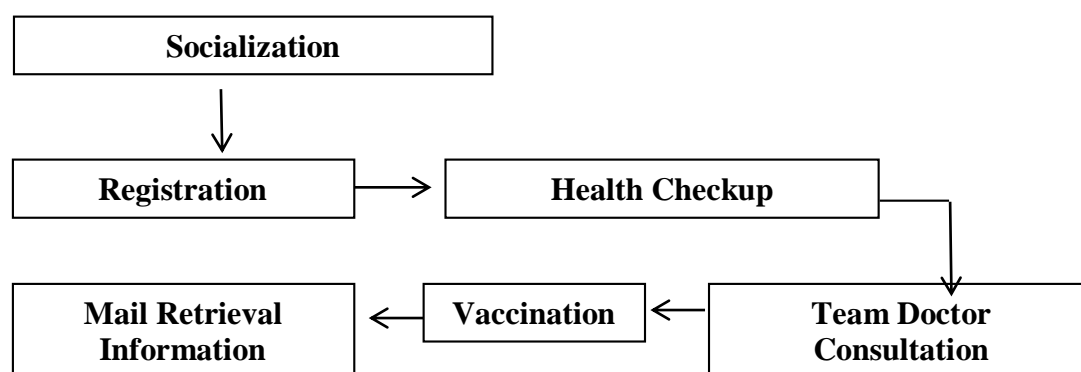 Socialization
Registration
Health Checkup
Mail Retrieval
Information
Vaccination
Team Doctor
Consultation